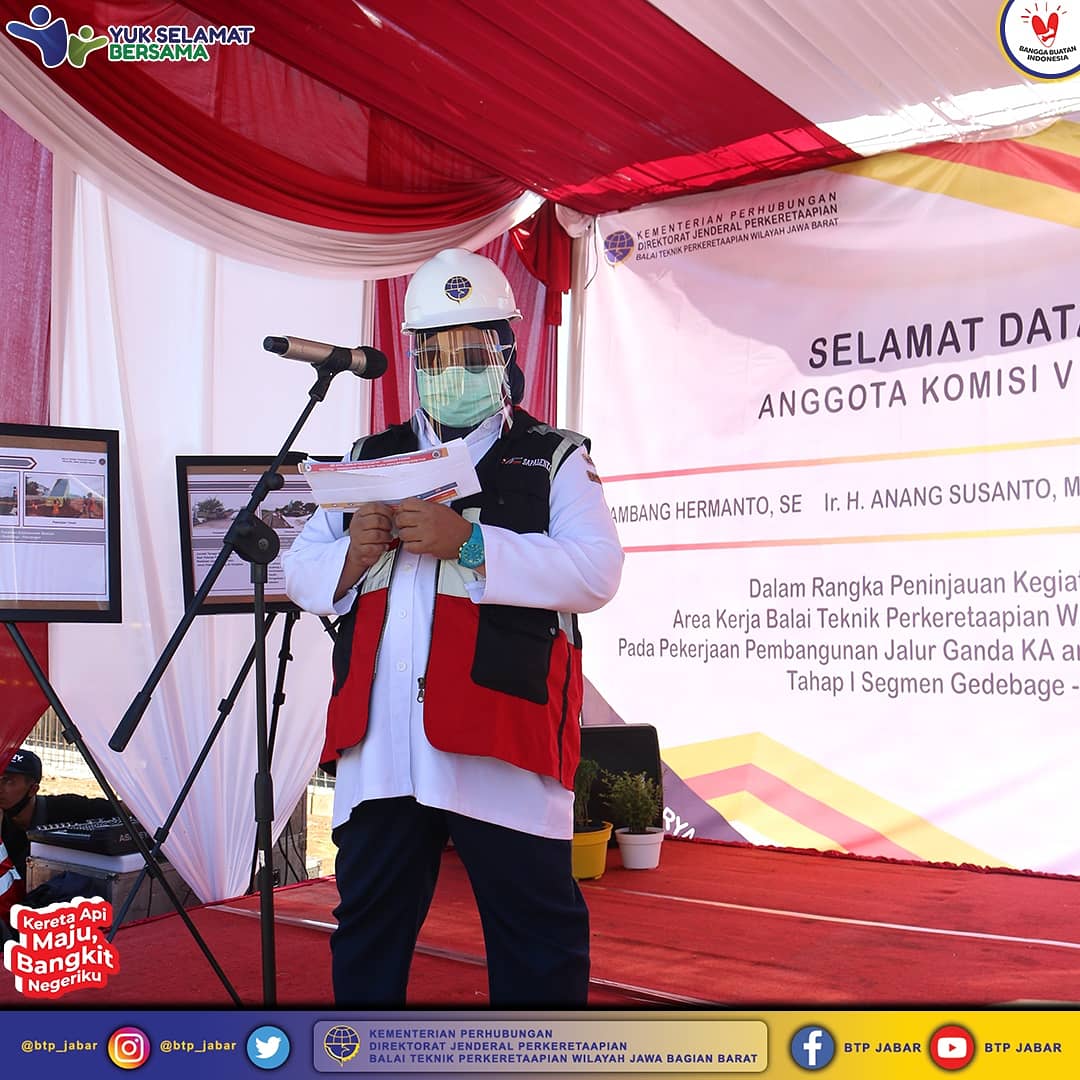 YUK SELAMAT
BERSAMA
BANGGA BUATAN
INDONESIA
KEMENTERIAN PERHUBUNGAN
DIREKTORAT JENDERAL PERKERETAAPIAN
BALAI TEKNIK PERKERETAAPIAN WILAYAH JAWA BARAT
SELAMAT DATA
ANGGOTA KOMISI V
AMBANG HERMANTO, SE Ir. H. ANANG SUSANTO, M
Dalam Rangka Peninjauan Kegiat
Area Kerja Balai Teknik Perkeretaapian W
Pada Pekerjaan Pembangunan Jalur Ganda KA an
Tahap I Segmen Gedebage -
Kereta Api
Maju,
Bangkit
Negeriku
@btp_jabar @btp_jabar
KEMENTERIAN PERHUBUNGAN
DIREKTORAT JENDERAL PERKERETAAPIAN
BALAI TEKNIK PERKERETAAPIAN WILAYAH JAWA BAGIAN BARAT
BTP JABAR BTP JABAR